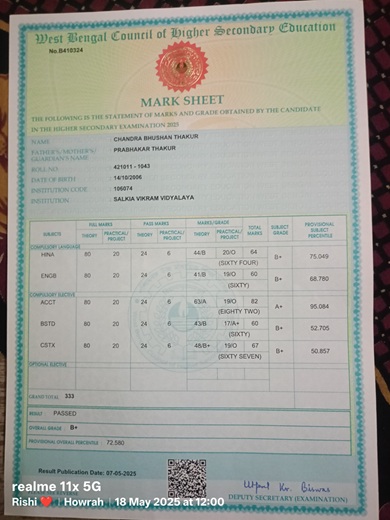 West Bengal Council of Higher Secondary Education
No.B410324
MARK SHEET
THE FOLLOWING IS THE STATEMENT OF MARKS AND GRADE OBTAINED BY THE CANDIDATE
IN THE HIGHER SECONDARY EXAMINATION 2025
NAME CHANDRA BHUSHAN THAKUR
FATHER'S/MOTHER'S/ GUARDIAN'S NAME PRABHAKAR THAKUR
ROLL NO 421011 - 1043
DATE OF BIRTH 14/10/2006
INSTITUTION CODE 106074
INSTITUTION SALKIA VIKRAM VIDYALAYA
SUBJECTS FULL MARKS PASS MARKS MARKS/GRADE TOTAL MARKS SUBJECT GRADE PROVISIONAL SUBJECT PERCENTILE
THEORY PRACTICAL/ PROJECT THEORY PRACTICAL/ PROJECT THEORY PRACTICAL/ PROJECT
COMPULSORY LANGUAGE
HINA 80 20 24 6 44/B 20/O 64 B+ 75.049
(SIXTY FOUR)
ENGB 80 20 24 6 41/B 19/O 60 B+ 68.780
(SIXTY)
COMPULSORY ELECTIVE
ACCT 80 20 24 6 63/A 19/O 82 A+ 95.084
(EIGHTY TWO)
BSTD 80 20 24 6 43/B 17/A+ 60 B+ 52.705
(SIXTY)
CSTX 80 20 24 6 48/B+ 19/O 67 B+ 50.857
(SIXTY SEVEN)
OPTIONAL ELECTIVE
GRAND TOTAL 333
RESULT PASSED
OVERALL GRADE B+
PROVISIONAL OVERALL PERCENTILE 72.580
Result Publication Date: 07-05-2025
DEPUTY SECRETARY (EXAMINATION)
realme 11x 5G
Rishi❤️ Howrah 18 May 2025 at 12:00